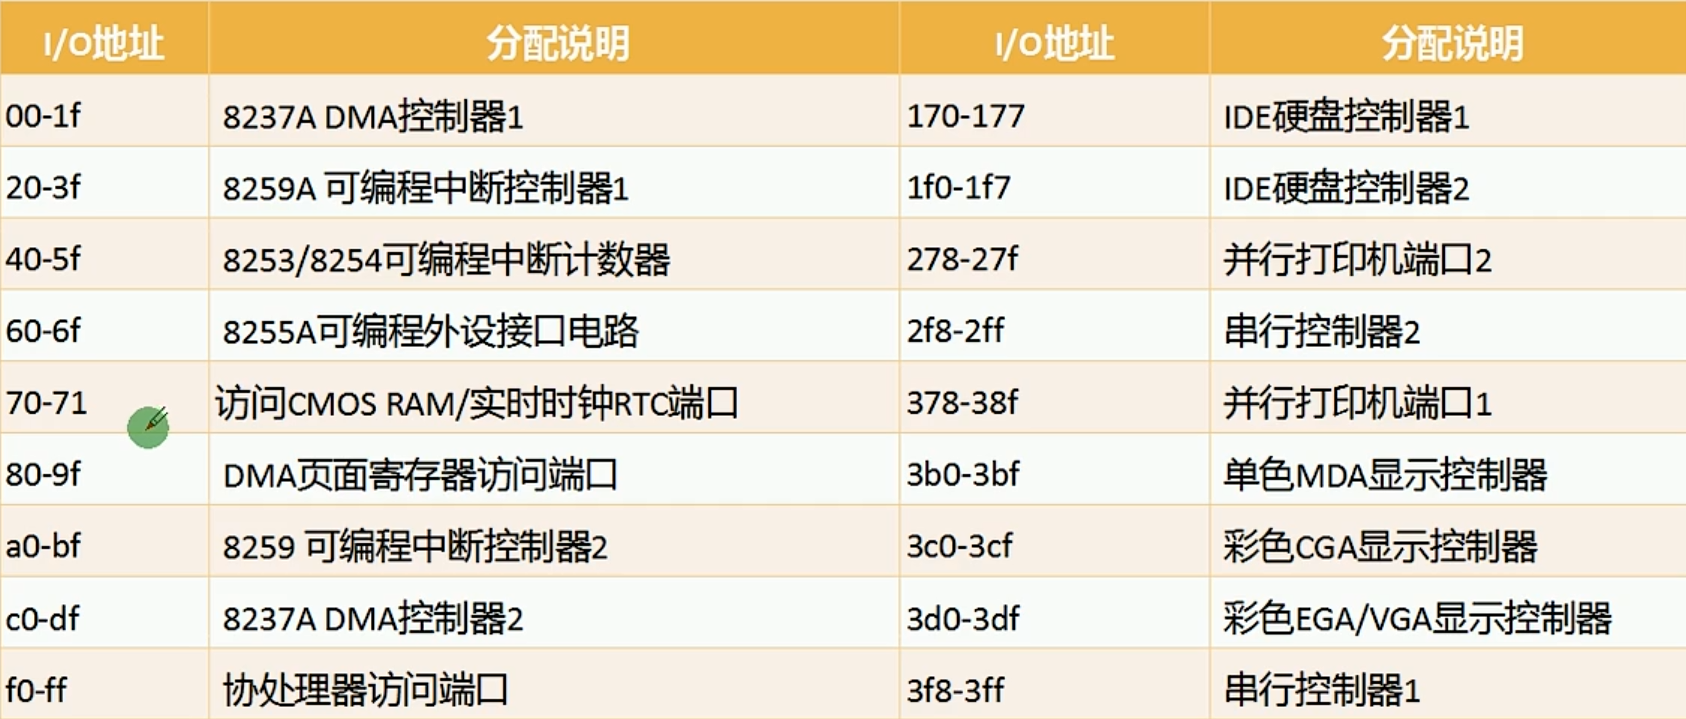 I/O地址 分配说明 I/O地址 分配说明
00-1f 8237A DMA控制器1 170-177 IDE硬盘控制器1
20-3f 8259A 可编程中断控制器1 1f0-1f7 IDE硬盘控制器2
40-5f 8253/8254可编程中断计数器 278-27f 并行打印机端口2
60-6f 8255A可编程外设接口电路 2f8-2ff 串行控制器2
70-71 访问CMOS RAM/实时时钟RTC端口 378-38f 并行打印机端口1
80-9f DMA页面寄存器访问端口 3b0-3bf 单色MDA显示控制器
a0-bf 8259 可编程中断控制器2 3c0-3cf 彩色CGA显示控制器
c0-df 8237A DMA控制器2 3d0-3df 彩色EGA/VGA显示控制器
f0-ff 协处理器访问端口 3f8-3ff 串行控制器1